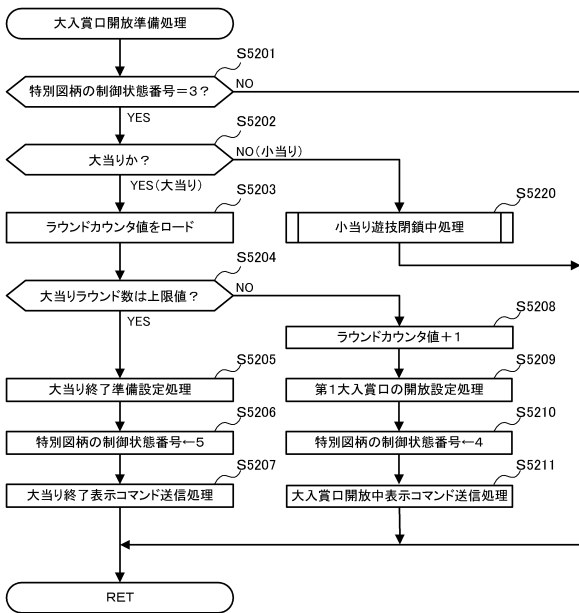 大入賞口開放準備処理
S5201
特別図柄の制御状態番号＝3？
NO
YES
S5202
大当りか？
NO(小当り)
YES(大当り)
S5203
S5220
ラウンドカウンタ値をロード
小当り遊技閉鎖中処理
S5204
大当りラウンド数は上限値？
NO
YES
S5208
ラウンドカウンタ値＋1
S5205
S5209
大当り終了準備設定処理
第1大入賞口の開放設定処理
S5206
S5210
特別図柄の制御状態番号←5
特別図柄の制御状態番号←4
S5207
S5211
大当り終了表示コマンド送信処理
大入賞口開放中表示コマンド送信処理
RET